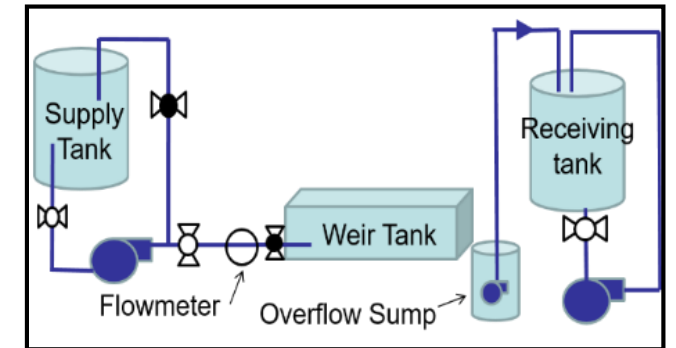 Supply
Tank
Receiving
tank
Weir Tank
Flowmeter
Overflow Sump